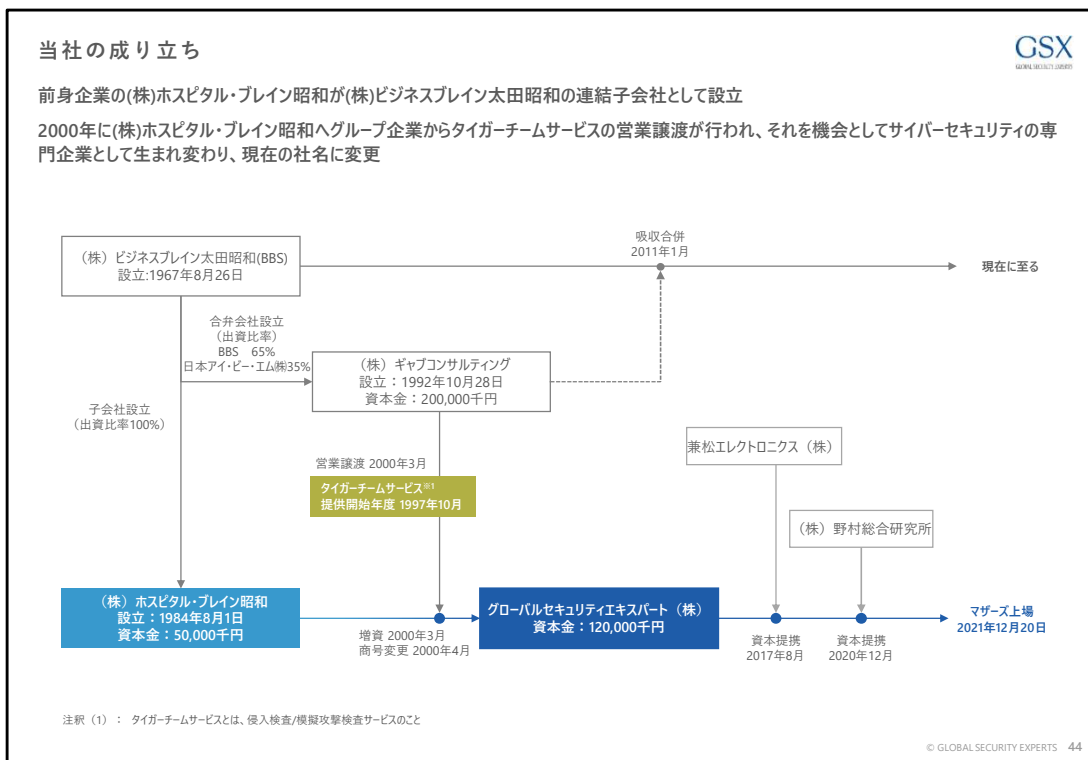 当社の成り立ち
GSX
GLOBAL SECURITY EXPERTS
前身企業の(株)ホスピタル・ブレイン昭和が(株)ビジネスブレイン太田昭和の連結子会社として設立
2000年に(株)ホスピタル・ブレイン昭和へグループ企業からタイガーチームサービスの営業譲渡が行われ、それを機会としてサイバーセキュリティの専
門企業として生まれ変わり、現在の社名に変更
（株）ビジネスブレイン太田昭和(BBS)
設立:1967年8月26日
吸収合併
2011年1月
現在に至る
合弁会社設立
（出資比率）
BBS　65%
日本アイ・ビー・エム㈱35%
（株）ギャブコンサルティング
設立：1992年10月28日
資本金：200,000千円
子会社設立
（出資比率100%）
営業譲渡 2000年3月
タイガーチームサービス※1
提供開始年度 1997年10月
兼松エレクトロニクス（株）
（株）野村総合研究所
（株）ホスピタル・ブレイン昭和
設立：1984年8月1日
資本金：50,000千円
増資 2000年3月
商号変更 2000年4月
グローバルセキュリティエキスパート（株）
資本金：120,000千円
資本提携
2017年8月
資本提携
2020年12月
マザーズ上場
2021年12月20日
注釈（1）： タイガーチームサービスとは、侵入検査/模擬攻撃検査サービスのこと
© GLOBAL SECURITY EXPERTS 44